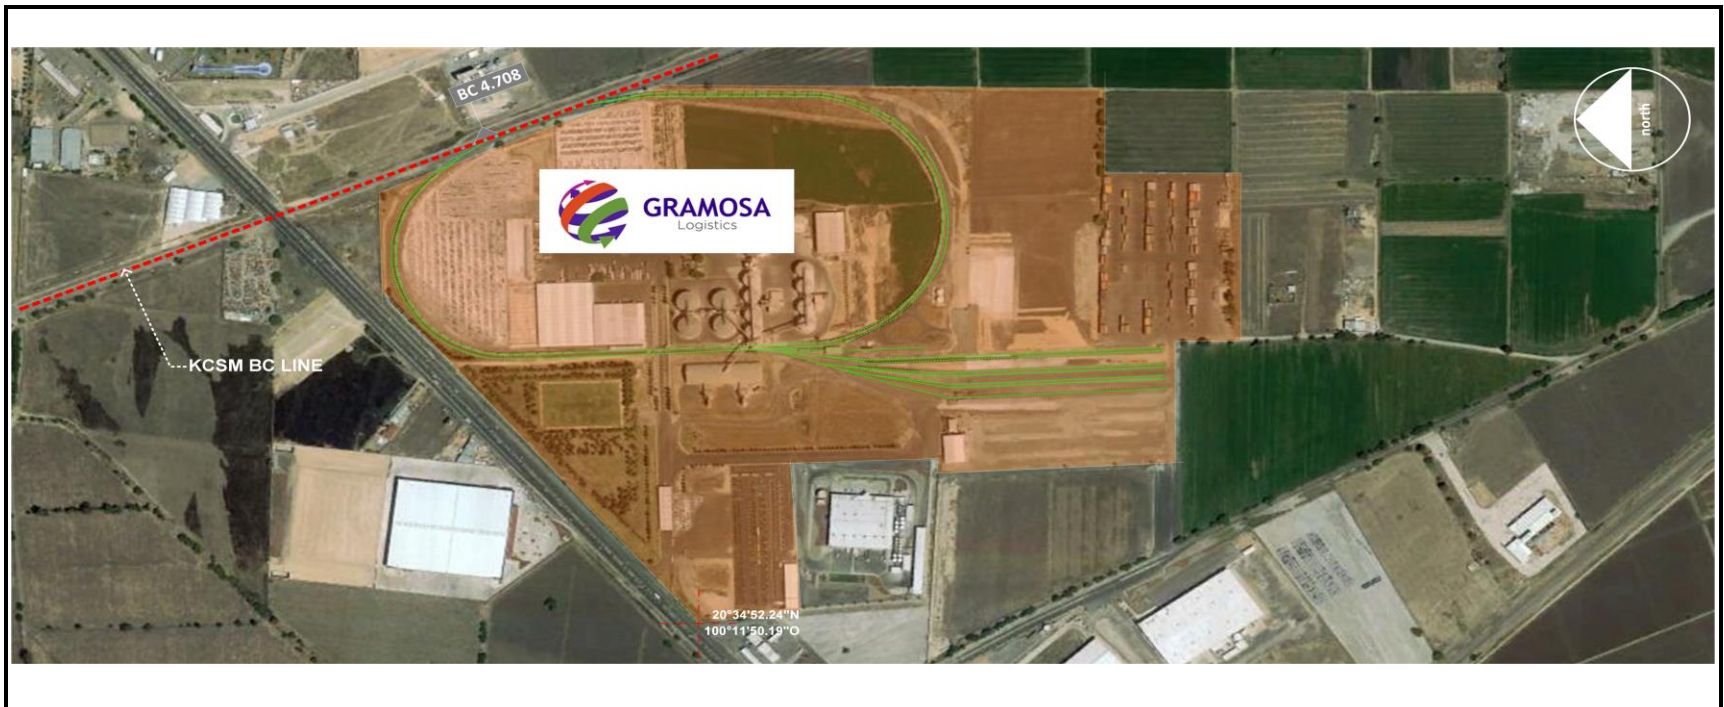 BC 4.708
north
GRAMOSA
Logistics
KCSM BC LINE
20°34'52.24"N
100°11'50.19"O